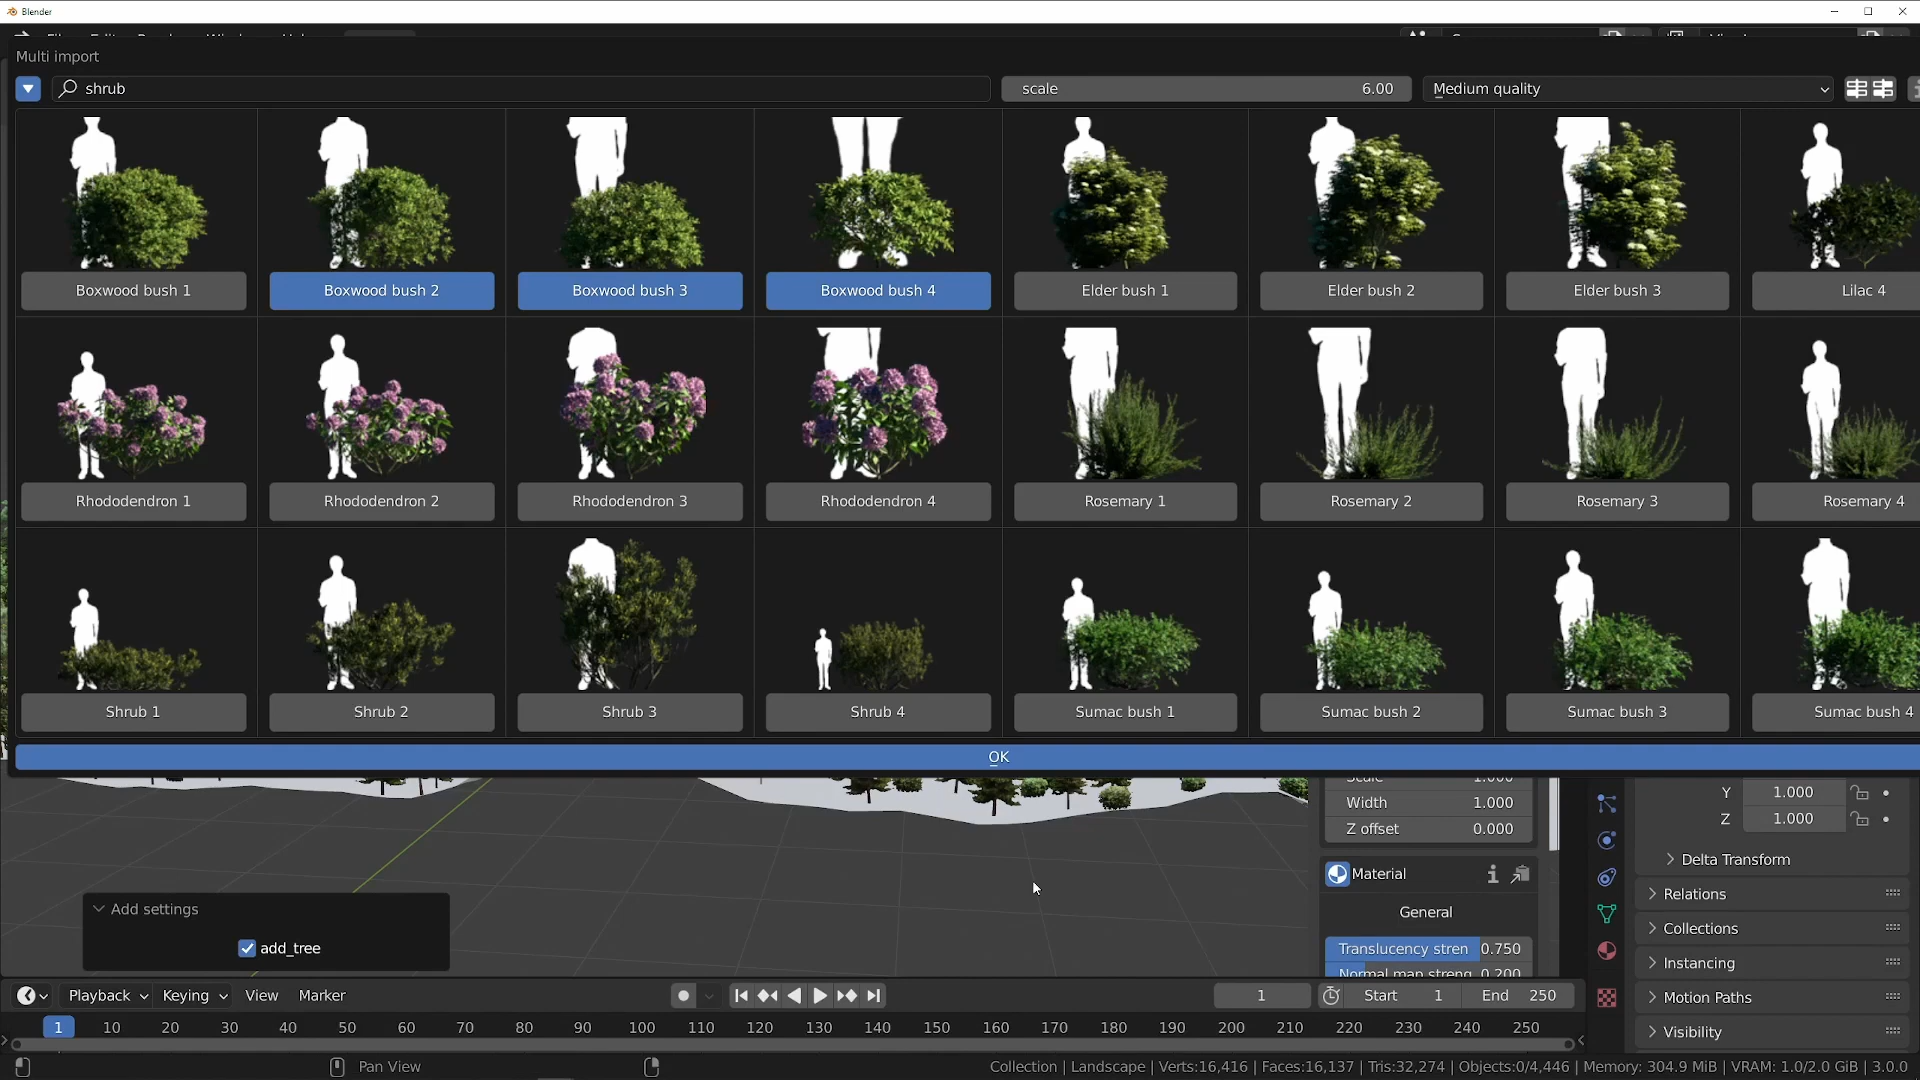 Blender
Multi import
shrub
scale 6.00
Medium quality
Boxwood bush 1
Boxwood bush 2
Boxwood bush 3
Boxwood bush 4
Elder bush 1
Elder bush 2
Elder bush 3
Lilac 4
Rhododendron 1
Rhododendron 2
Rhododendron 3
Rhododendron 4
Rosemary 1
Rosemary 2
Rosemary 3
Rosemary 4
Shrub 1
Shrub 2
Shrub 3
Shrub 4
Sumac bush 1
Sumac bush 2
Sumac bush 3
Sumac bush 4
OK
Width 1.000
Z offset 0.000
Y 1.000
Z 1.000
Delta Transform
Material
Relations
General
Collections
Translucency stren 0.750
Normal map streng 0.200
Instancing
Motion Paths
Visibility
Add settings
add_tree
Playback Keying View Marker
1 Start 1 End 250
1 10 20 30 40 50 60 70 80 90 100 110 120 130 140 150 160 170 180 190 200 210 220 230 240 250
Pan View
Collection | Landscape | Verts:16,416 | Faces:16,137 | Tris:32,274 | Objects:0/4,446 | Memory: 304.9 MiB | VRAM: 1.0/2.0 GiB | 3.0.0